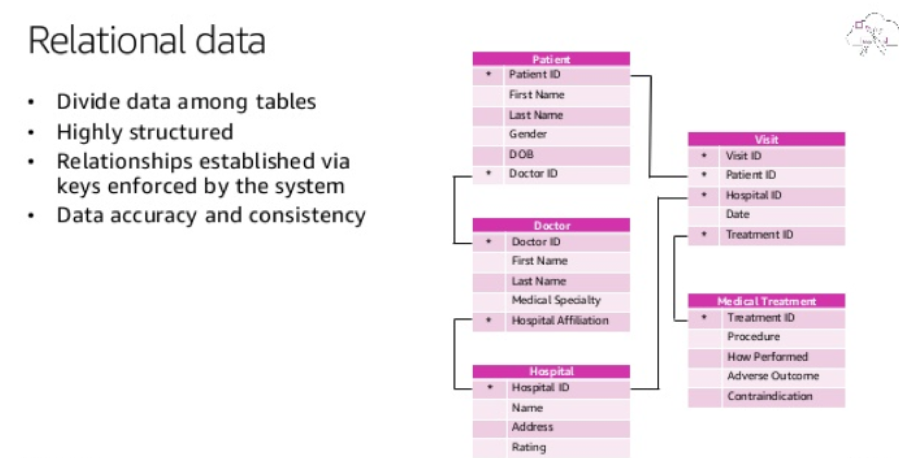 Relational data
• Divide data among tables
• Highly structured
• Relationships established via
keys enforced by the system
• Data accuracy and consistency
Patient
* Patient ID
First Name
Last Name
Gender
DOB
* Doctor ID
Doctor
* Doctor ID
First Name
Last Name
Medical Specialty
* Hospital Affiliation
Hospital
* Hospital ID
Name
Address
Rating
Visit
* Visit ID
* Patient ID
* Hospital ID
Date
* Treatment ID
Medical Treatment
* Treatment ID
Procedure
How Performed
Adverse Outcome
Contraindication